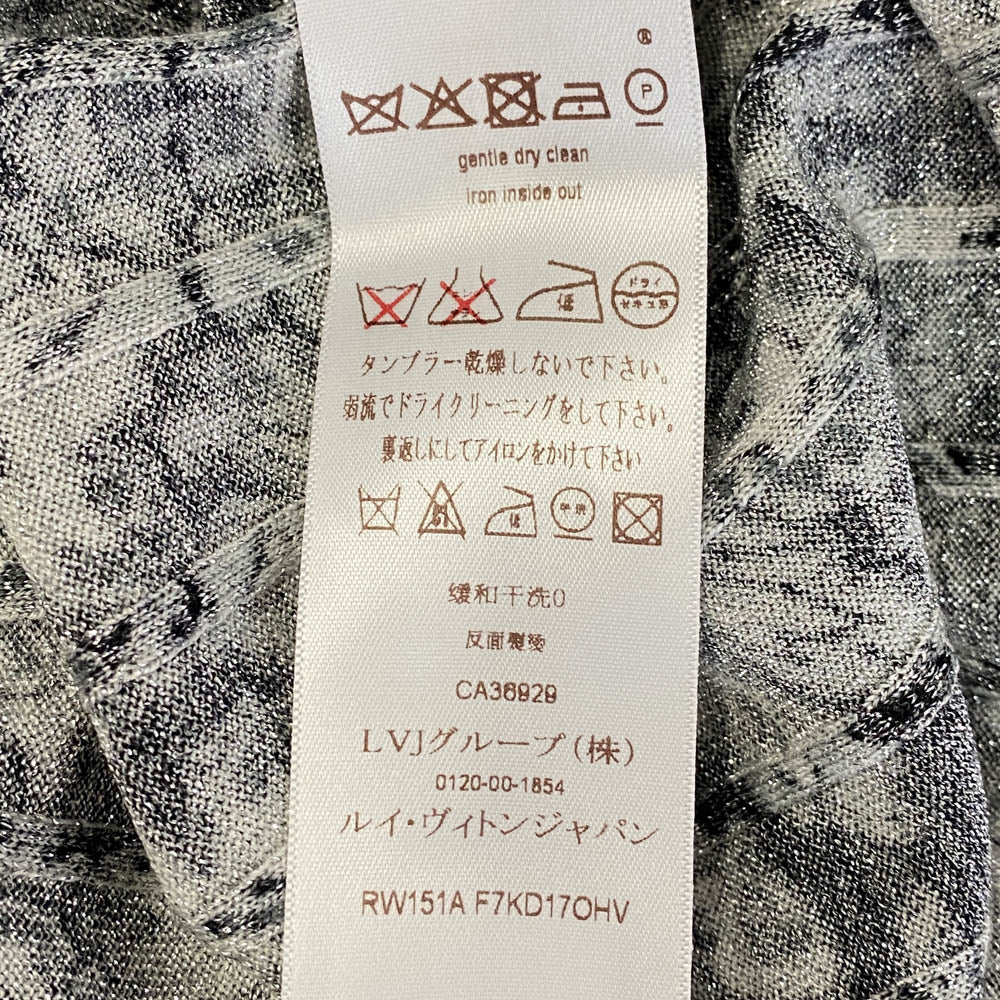 ®
P
gentle dry clean
iron inside out
低 ドライ
セキユ系
タンブラー乾燥しないで下さい。
弱流でドライクリーニングをして下さい。
裏返しにしてアイロンをかけて下さい
低 干洗
缓和干洗0
反面熨烫
CA36929
LVJグループ(株)
0120-00-1854
ルイ・ヴィトンジャパン
RW151A F7KD17OHV